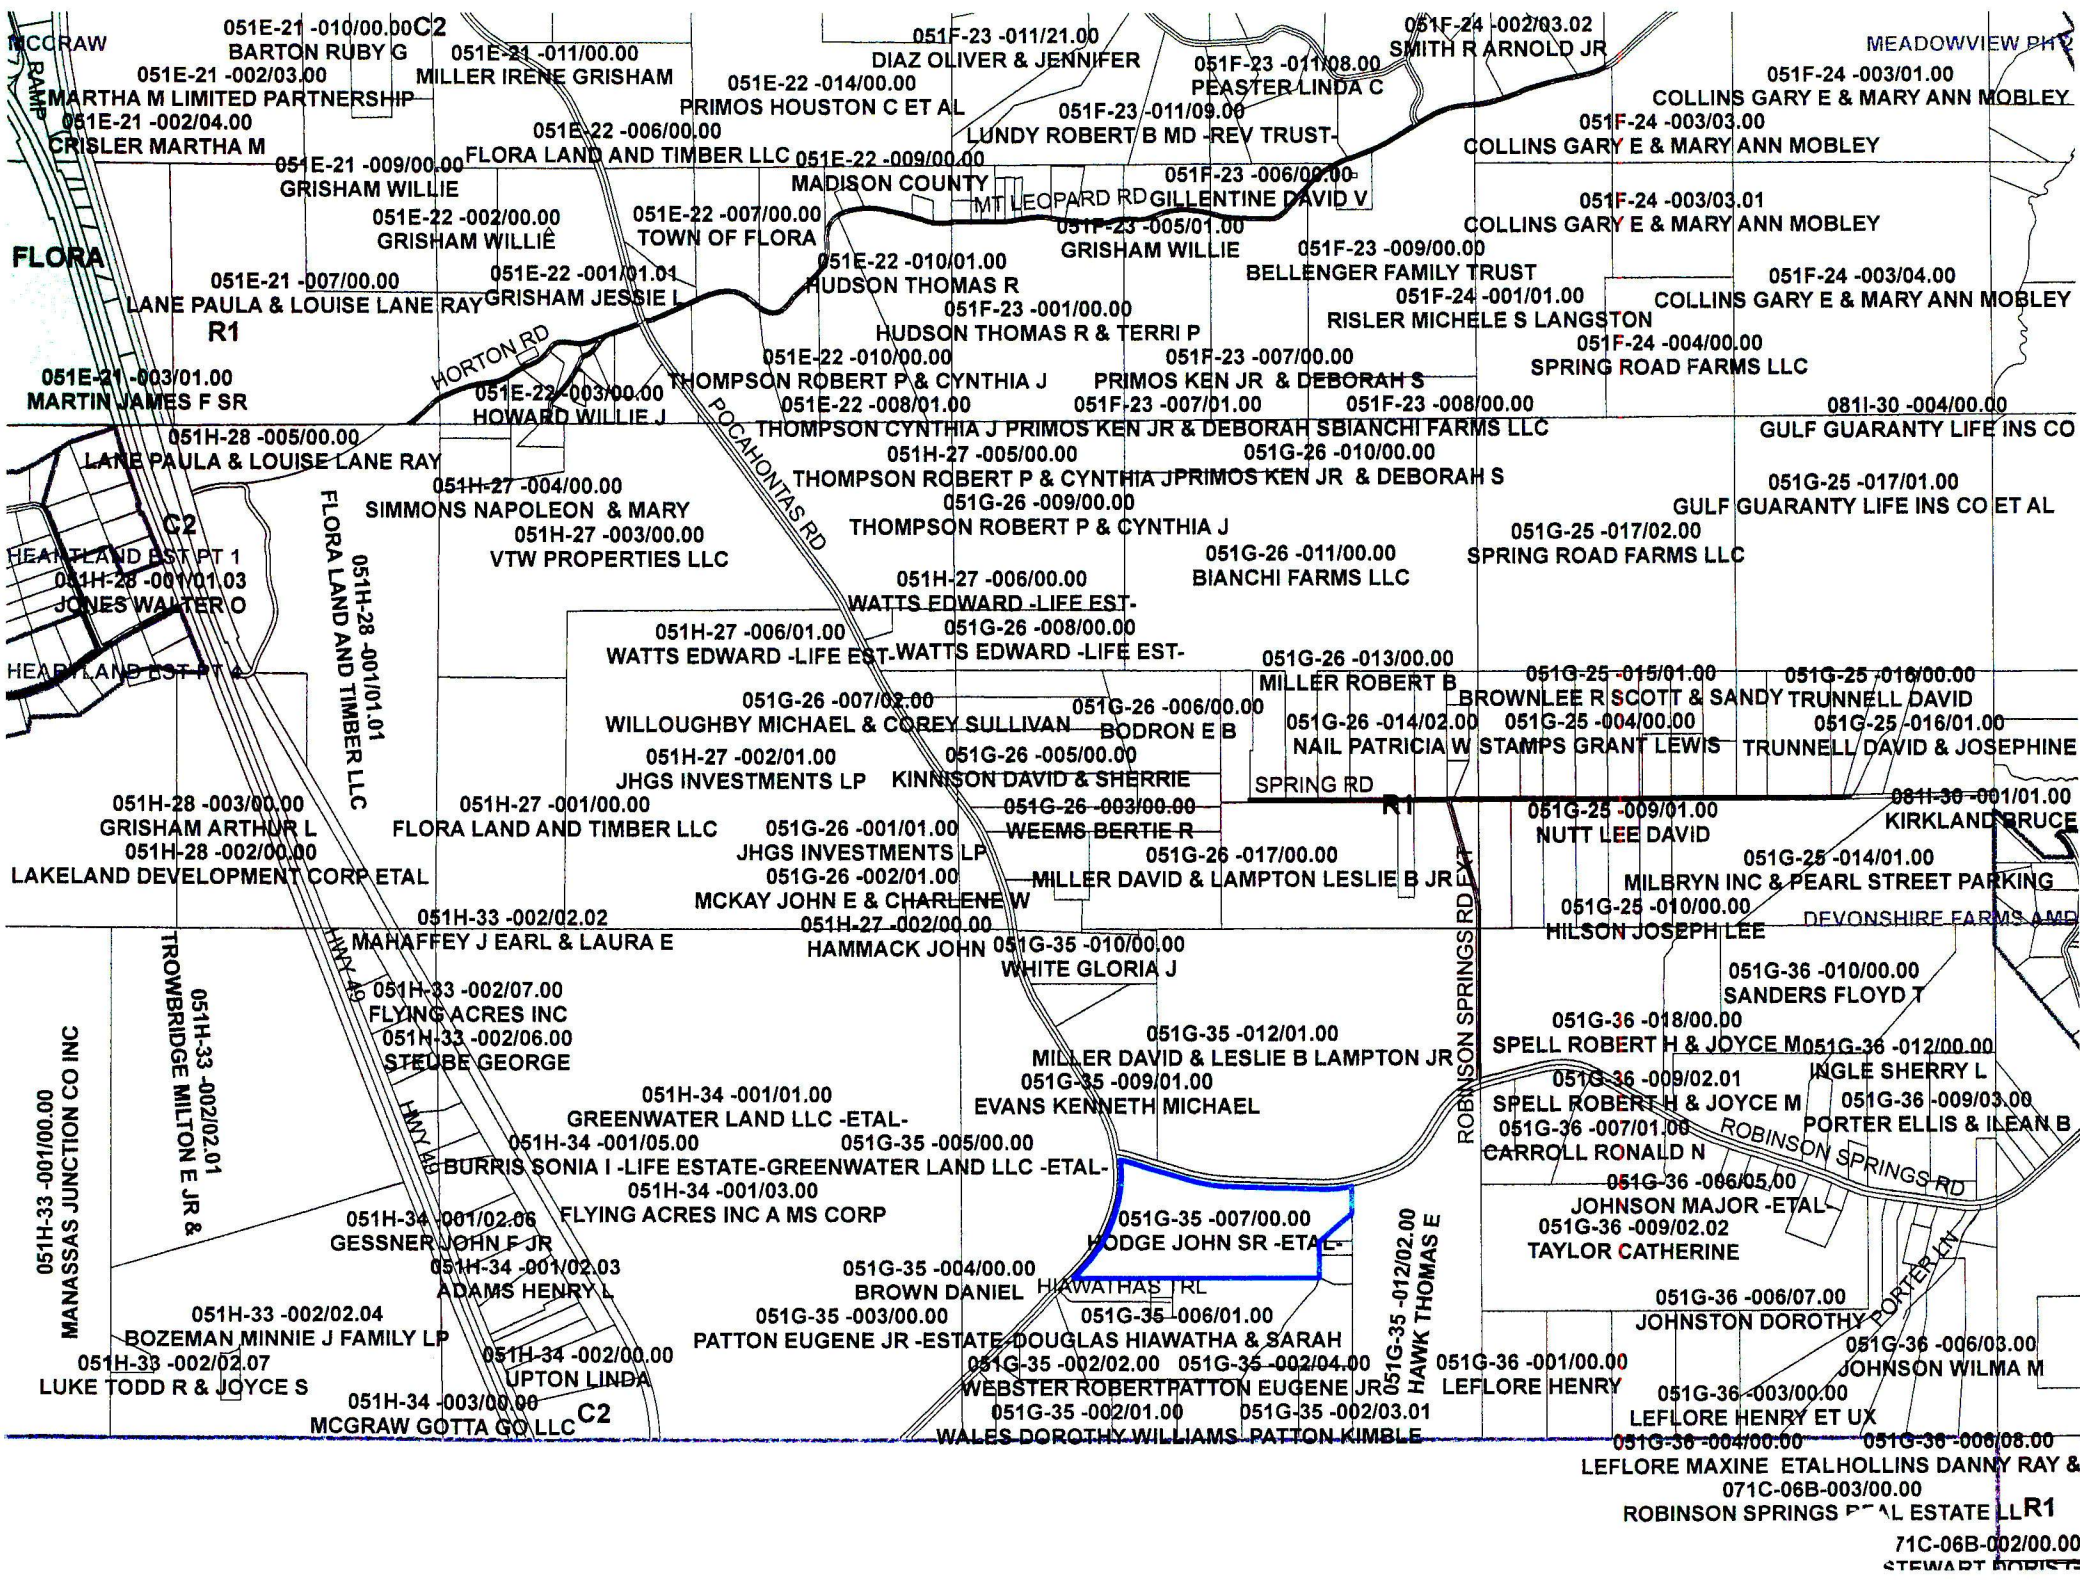 051E-21 -010/00.00
C2
BARTON RUBY G
MCCRAW
RAMP
051E-21 -002/03.00
MARTHA M LIMITED PARTNERSHIP
051E-21 -002/04.00
CRISLER MARTHA M
051E-21 -011/00.00
MILLER IRENE GRISHAM
051E-22 -014/00.00
PRIMOS HOUSTON C ET AL
051F-23 -011/21.00
DIAZ OLIVER & JENNIFER
051F-23 -011/08.00
PEASTER LINDA C
051F-24 -002/03.02
SMITH R ARNOLD JR
051F-23 -011/09.00
LUNDY ROBERT B MD -REV TRUST-
051F-24 -003/01.00
COLLINS GARY E & MARY ANN MOBLEY
051F-24 -003/03.00
COLLINS GARY E & MARY ANN MOBLEY
051E-22 -006/00.00
FLORA LAND AND TIMBER LLC
051E-22 -009/00.00
MADISON COUNTY
051E-21 -009/00.00
GRISHAM WILLIE
051F-23 -006/00.00
GILLENTINE DAVID V
MT LEOPARD RD
051E-22 -002/00.00
GRISHAM WILLIE
051E-22 -007/00.00
TOWN OF FLORA
051F-23 -005/01.00
GRISHAM WILLIE
051F-24 -003/03.01
COLLINS GARY E & MARY ANN MOBLEY
FLORA
051F-23 -009/00.00
BELLENGER FAMILY TRUST
051E-21 -007/00.00
LANE PAULA & LOUISE LANE RAY
R1
051E-22 -001/01.01
GRISHAM JESSIE L
051E-22 -010/01.00
HUDSON THOMAS R
051F-24 -003/04.00
COLLINS GARY E & MARY ANN MOBLEY
051F-24 -001/01.00
RISLER MICHELE S LANGSTON
051F-23 -001/00.00
HUDSON THOMAS R & TERRI P
051F-24 -004/00.00
SPRING ROAD FARMS LLC
HORTON RD
051E-22 -010/00.00
THOMPSON ROBERT P & CYNTHIA J
051F-23 -007/00.00
PRIMOS KEN JR & DEBORAH S
051E-21 -003/01.00
MARTIN JAMES F SR
051E-22 -003/00.00
HOWARD WILLIE J
051E-22 -008/01.00
THOMPSON CYNTHIA J
051F-23 -007/01.00
PRIMOS KEN JR & DEBORAH S
051F-23 -008/00.00
BIANCHI FARMS LLC
081I-30 -004/00.00
GULF GUARANTY LIFE INS CO
051H-28 -005/00.00
LANE PAULA & LOUISE LANE RAY
POCAHONTAS RD
051H-27 -005/00.00
THOMPSON ROBERT P & CYNTHIA J
051G-26 -010/00.00
PRIMOS KEN JR & DEBORAH S
051H-27 -004/00.00
SIMMONS NAPOLEON & MARY
051G-26 -009/00.00
THOMPSON ROBERT P & CYNTHIA J
051G-25 -017/01.00
GULF GUARANTY LIFE INS CO ET AL
C2
051H-27 -003/00.00
VTW PROPERTIES LLC
051G-25 -017/02.00
SPRING ROAD FARMS LLC
HEARTLAND EST PT 1
051H-28 -001/01.03
JONES WALTER O
051H-28 -001/01.01
FLORA LAND AND TIMBER LLC
051G-26 -011/00.00
BIANCHI FARMS LLC
051H-27 -006/00.00
WATTS EDWARD -LIFE EST-
051H-27 -006/01.00
WATTS EDWARD -LIFE EST-
051G-26 -008/00.00
WATTS EDWARD -LIFE EST-
051G-26 -013/00.00
MILLER ROBERT B
051G-25 -015/01.00
BROWNLEE R SCOTT & SANDY
051G-25 -016/00.00
TRUNNELL DAVID
051G-26 -007/02.00
WILLOUGHBY MICHAEL & COREY SULLIVAN
051G-26 -006/00.00
BODRON E B
051G-26 -014/02.00
NAIL PATRICIA W
051G-25 -004/00.00
STAMPS GRANT LEWIS
051G-25 -016/01.00
TRUNNELL DAVID & JOSEPHINE
051H-27 -002/01.00
JHGS INVESTMENTS LP
051G-26 -005/00.00
KINNISON DAVID & SHERRIE
SPRING RD
R1
051H-28 -003/00.00
GRISHAM ARTHUR L
051H-27 -001/00.00
FLORA LAND AND TIMBER LLC
051G-26 -003/00.00
WEEMS BERTIE R
051G-25 -009/01.00
NUTT LEE DAVID
081I-30 -001/01.00
KIRKLAND BRUCE
051G-26 -001/01.00
JHGS INVESTMENTS LP
051H-28 -002/00.00
LAKELAND DEVELOPMENT CORP ETAL
051G-26 -002/01.00
MCKAY JOHN E & CHARLENE W
051G-26 -017/00.00
MILLER DAVID & LAMPTON LESLIE B JR
051G-25 -014/01.00
MILBRYN INC & PEARL STREET PARKING
051G-25 -010/00.00
HILSON JOSEPH LEE
DEVONSHIRE FARMS AMD
051H-33 -002/02.02
MAHAFFEY J EARL & LAURA E
051H-27 -002/00.00
HAMMACK JOHN
051G-35 -010/00.00
WHITE GLORIA J
ROBINSON SPRINGS RD EXT
HWY 49
051H-33 -002/02.01
TROWBRIDGE MILTON E JR &
051G-36 -010/00.00
SANDERS FLOYD T
051H-33 -002/07.00
FLYING ACRES INC
051H-33 -002/06.00
STEUBE GEORGE
051G-35 -012/01.00
MILLER DAVID & LESLIE B LAMPTON JR
051G-36 -018/00.00
SPELL ROBERT H & JOYCE M
051G-36 -012/00.00
INGLE SHERRY L
051H-33 -001/00.00
MANASSAS JUNCTION CO INC
051G-35 -009/01.00
EVANS KENNETH MICHAEL
051G-36 -009/02.01
SPELL ROBERT H & JOYCE M
051H-34 -001/01.00
GREENWATER LAND LLC -ETAL-
051G-36 -009/03.00
PORTER ELLIS & ILEAN B
HWY 49
051H-34 -001/05.00
BURRIS SONIA I -LIFE ESTATE-
051G-35 -005/00.00
GREENWATER LAND LLC -ETAL-
051G-36 -007/01.00
CARROLL RONALD N
ROBINSON SPRINGS RD
051H-34 -001/03.00
FLYING ACRES INC A MS CORP
051G-36 -006/05.00
JOHNSON MAJOR -ETAL-
051H-34 -001/02.06
GESSNER JOHN F JR
051G-35 -007/00.00
HODGE JOHN SR -ETAL-
051G-35 -012/02.00
HAWK THOMAS E
051G-36 -009/02.02
TAYLOR CATHERINE
051H-34 -001/02.03
ADAMS HENRY L
051G-35 -004/00.00
BROWN DANIEL
HIAWATHAS TRL
PORTER LN
051G-36 -006/07.00
JOHNSTON DOROTHY
051H-33 -002/02.04
BOZEMAN MINNIE J FAMILY LP
051G-35 -003/00.00
PATTON EUGENE JR -ESTATE-
051G-35 -006/01.00
DOUGLAS HIAWATHA & SARAH
051G-36 -006/03.00
JOHNSON WILMA M
051H-33 -002/02.07
LUKE TODD R & JOYCE S
051H-34 -002/00.00
UPTON LINDA
051G-35 -002/02.00
WEBSTER ROBERT
051G-35 -002/04.00
PATTON EUGENE JR
051G-36 -001/00.00
LEFLORE HENRY
051H-34 -003/00.00
MCGRAW GOTTA GO LLC
C2
051G-35 -002/01.00
WALES DOROTHY WILLIAMS
051G-35 -002/03.01
PATTON KIMBLE
051G-36 -003/00.00
LEFLORE HENRY ET UX
051G-36 -004/00.00
LEFLORE MAXINE ETAL
051G-36 -006/08.00
HOLLINS DANNY RAY &
071C-06B-003/00.00
ROBINSON SPRINGS
ESTATE LL
R1
71C-06B-002/00.00